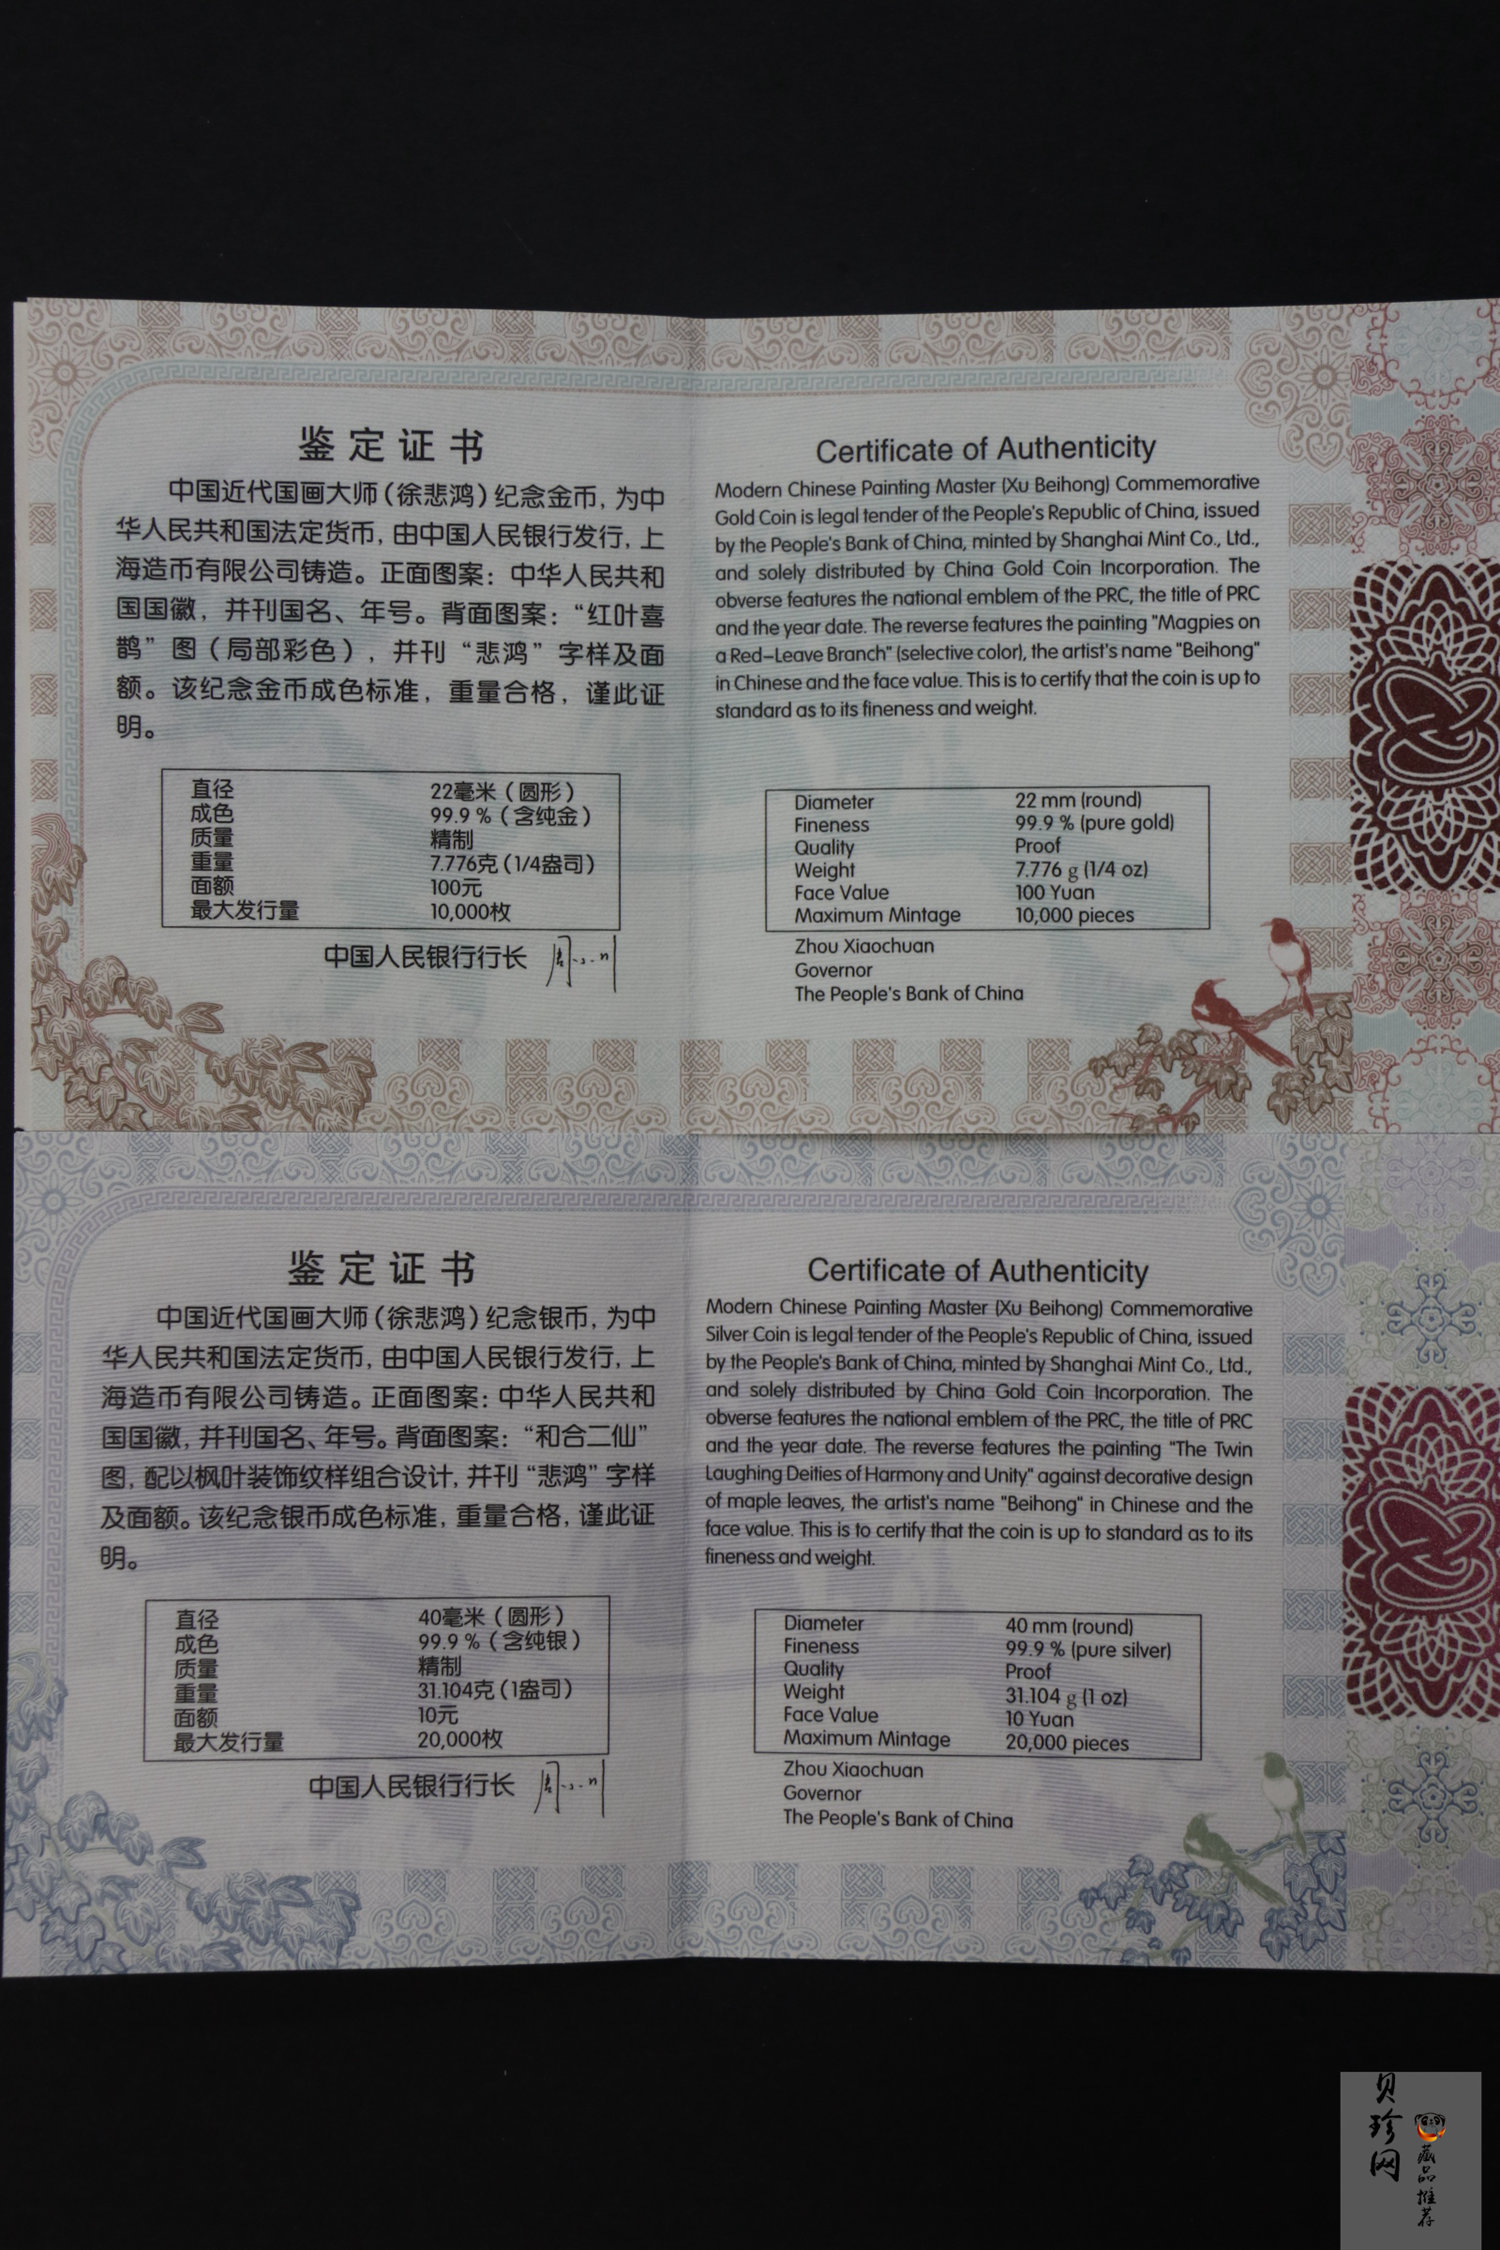 鉴定证书
中国近代国画大师（徐悲鸿）纪念金币，为中
华人民共和国法定货币，由中国人民银行发行，上
海造币有限公司铸造。正面图案：中华人民共和
国国徽，并刊国名、年号。背面图案：“红叶喜
鹊”图（局部彩色），并刊“悲鸿”字样及面
额。该纪念金币成色标准，重量合格，谨此证
明。
直径 22毫米（圆形）
成色 99.9 %（含纯金）
质量 精制
重量 7.776克（1/4盎司）
面额 100元
最大发行量 10,000枚
中国人民银行行长
Certificate of Authenticity
Modern Chinese Painting Master (Xu Beihong) Commemorative
Gold Coin is legal tender of the People's Republic of China, issued
by the People's Bank of China, minted by Shanghai Mint Co., Ltd.,
and solely distributed by China Gold Coin Incorporation. The
obverse features the national emblem of the PRC, the title of PRC
and the year date. The reverse features the painting "Magpies on
a Red-Leave Branch" (selective color), the artist's name "Beihong"
in Chinese and the face value. This is to certify that the coin is up to
standard as to its fineness and weight.
Diameter 22 mm (round)
Fineness 99.9 % (pure gold)
Quality Proof
Weight 7.776 g (1/4 oz)
Face Value 100 Yuan
Maximum Mintage 10,000 pieces
Zhou Xiaochuan
Governor
The People's Bank of China
鉴定证书
中国近代国画大师（徐悲鸿）纪念银币，为中
华人民共和国法定货币，由中国人民银行发行，上
海造币有限公司铸造。正面图案：中华人民共和
国国徽，并刊国名、年号。背面图案：“和合二仙”
图，配以枫叶装饰纹样组合设计，并刊“悲鸿”字样
及面额。该纪念银币成色标准，重量合格，谨此证
明。
直径 40毫米（圆形）
成色 99.9 %（含纯银）
质量 精制
重量 31.104克（1盎司）
面额 10元
最大发行量 20,000枚
中国人民银行行长
Certificate of Authenticity
Modern Chinese Painting Master (Xu Beihong) Commemorative
Silver Coin is legal tender of the People's Republic of China, issued
by the People's Bank of China, minted by Shanghai Mint Co., Ltd.,
and solely distributed by China Gold Coin Incorporation. The
obverse features the national emblem of the PRC, the title of PRC
and the year date. The reverse features the painting "The Twin
Laughing Deities of Harmony and Unity" against decorative design
of maple leaves, the artist's name "Beihong" in Chinese and the
face value. This is to certify that the coin is up to standard as to its
fineness and weight.
Diameter 40 mm (round)
Fineness 99.9 % (pure silver)
Quality Proof
Weight 31.104 g (1 oz)
Face Value 10 Yuan
Maximum Mintage 20,000 pieces
Zhou Xiaochuan
Governor
The People's Bank of China
贝珍网
藏品推荐